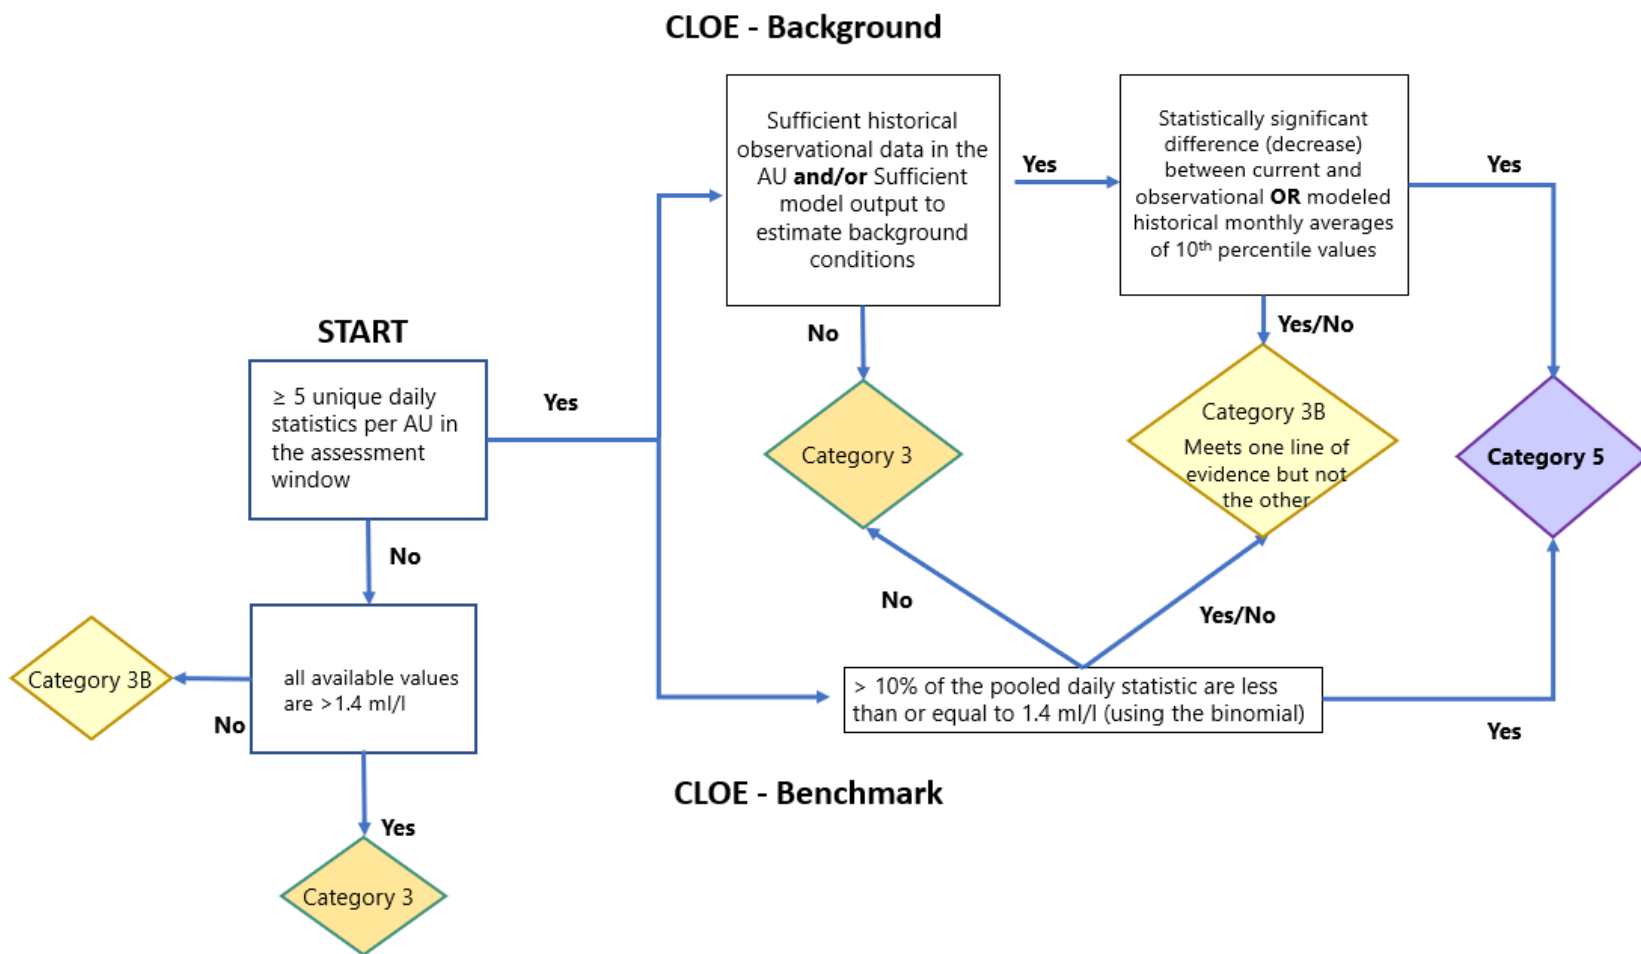 CLOE - Background
Sufficient historical
observational data in the
AU and/or Sufficient
model output to
estimate background
conditions
Yes
Statistically significant
difference (decrease)
between current and
observational OR modeled
historical monthly averages
of 10th percentile values
Yes
No
Yes/No
START
≥ 5 unique daily
statistics per AU in
the assessment
window
Yes
Category 3
Category 3B
Meets one line of
evidence but not
the other
Category 5
No
No
Yes/No
all available values
are >1.4 ml/l
Category 3B
No
> 10% of the pooled daily statistic are less
than or equal to 1.4 ml/l (using the binomial)
Yes
CLOE - Benchmark
Yes
Category 3